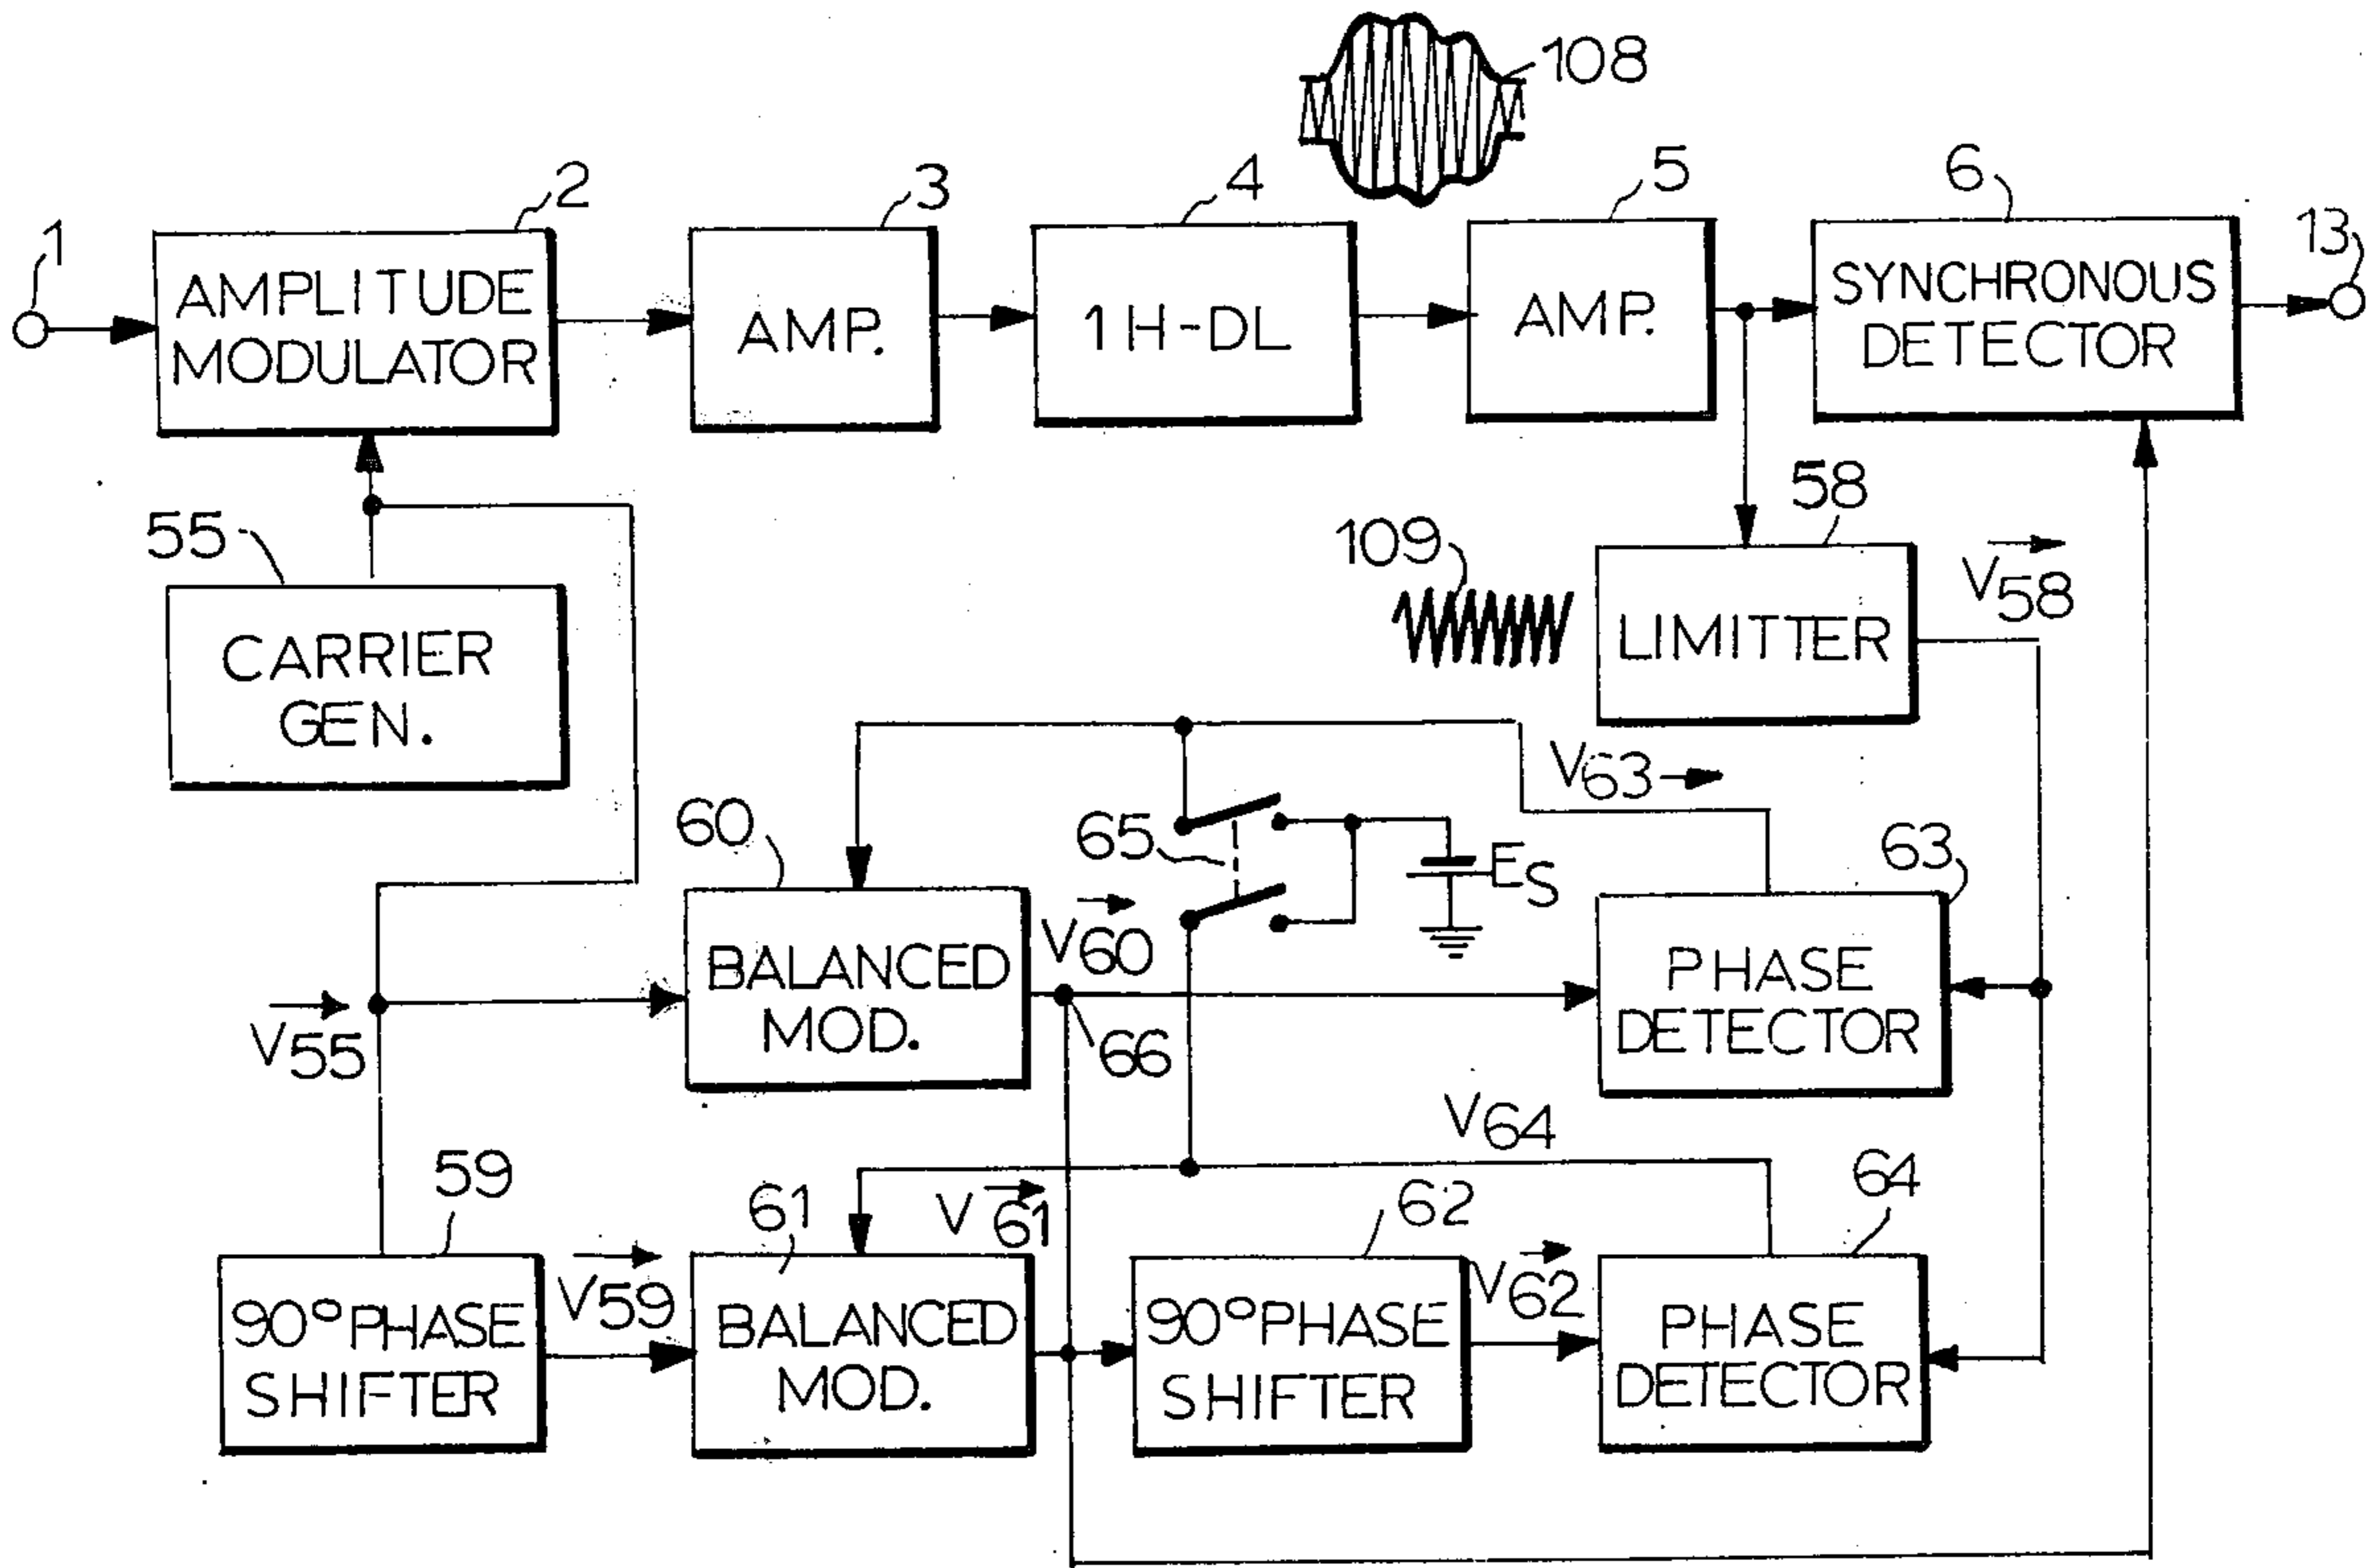 108
1
2
3
4
5
6
13
AMPLITUDE
MODULATOR
AMP.
1H-DL
AMP.
SYNCHRONOUS
DETECTOR
55
CARRIER
GEN.
109
58
LIMITTER
V58
V63
60
65
ES
63
BALANCED
MOD.
V60
66
PHASE
DETECTOR
V55
V64
59
90°PHASE
SHIFTER
V59
61
BALANCED
MOD.
V61
62
90°PHASE
SHIFTER
V62
64
PHASE
DETECTOR